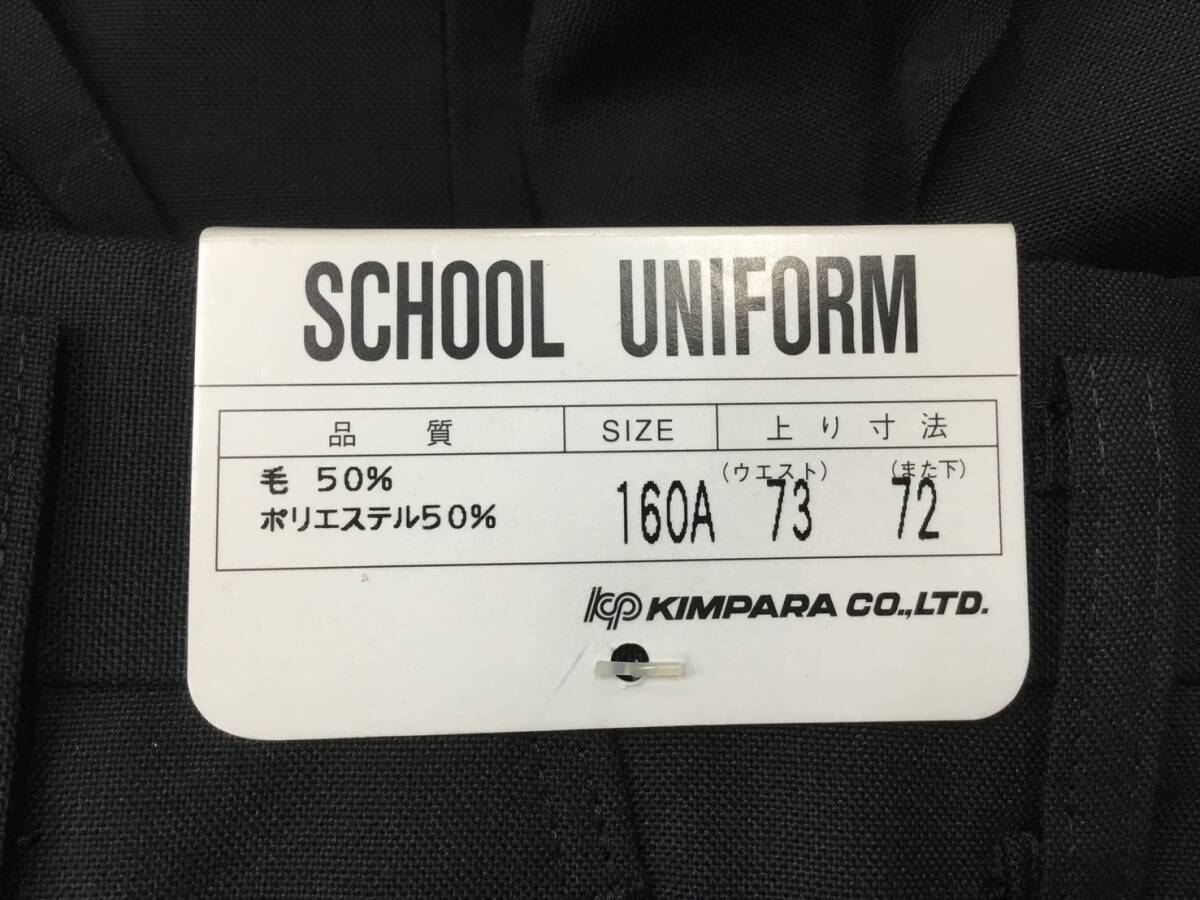 SCHOOL UNIFORM
品 質 SIZE 上り寸法
毛 50% (ウエスト) (また下)
ポリエステル50% 160A 73 72
kp KIMPARA CO.,LTD.